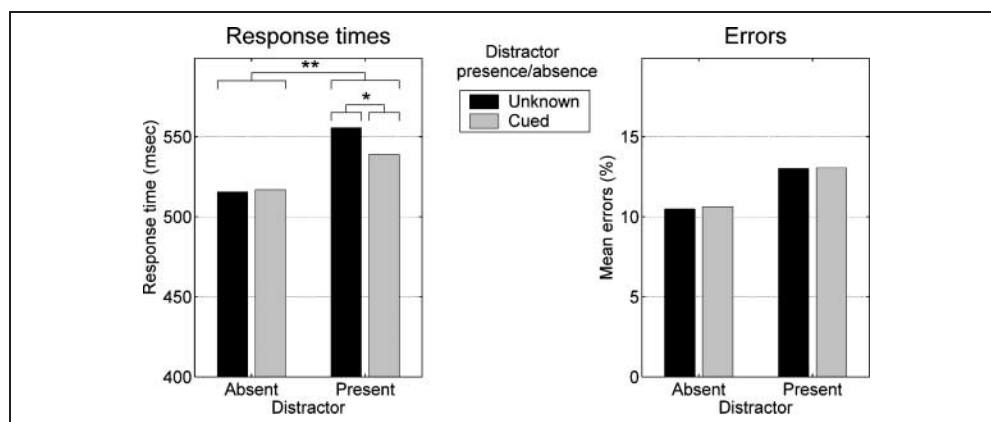 Response times
**
*
Response time (msec)
550
500
450
400
Absent
Present
Distractor
Distractor
presence/absence
Unknown
Cued
Errors
Mean errors (%)
15
10
5
0
Absent
Present
Distractor